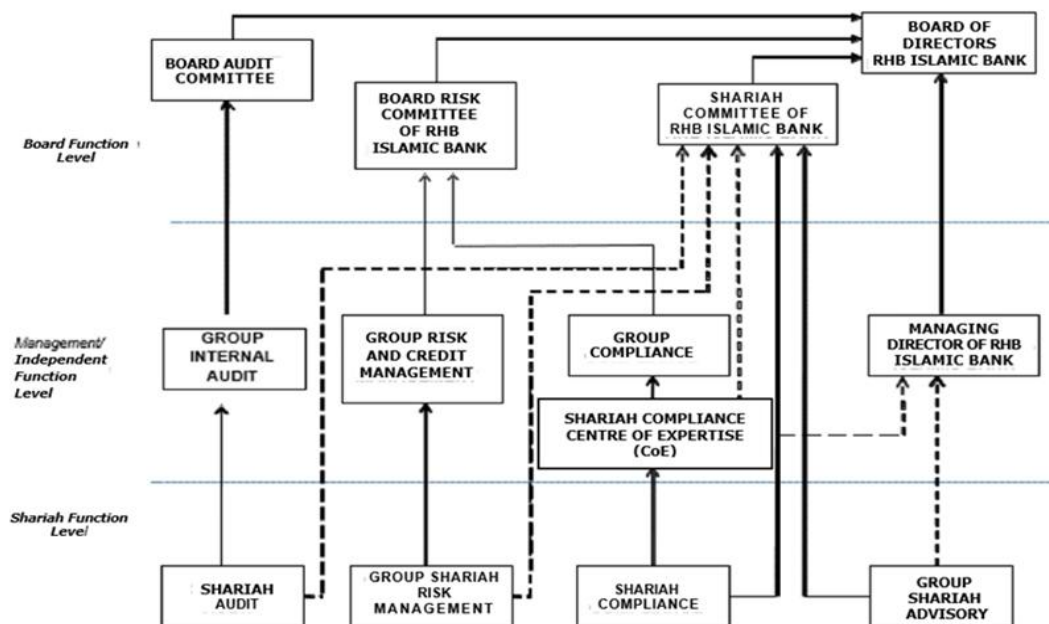 BOARD AUDIT
COMMITTEE
BOARD OF
DIRECTORS
RHB ISLAMIC BANK
BOARD RISK
COMMITTEE
OF RHB
ISLAMIC BANK
SHARIAH
COMMITTEE OF
RHB ISLAMIC BANK
Board Function
Level
Management/
Independent
Function
Level
GROUP
INTERNAL
AUDIT
GROUP RISK
AND CREDIT
MANAGEMENT
GROUP
COMPLIANCE
MANAGING
DIRECTOR OF RHB
ISLAMIC BANK
SHARIAH COMPLIANCE
CENTRE OF EXPERTISE
(CoE)
Shariah Function
Level
SHARIAH
AUDIT
GROUP SHARIAH
RISK
MANAGEMENT
SHARIAH
COMPLIANCE
GROUP
SHARIAH
ADVISORY